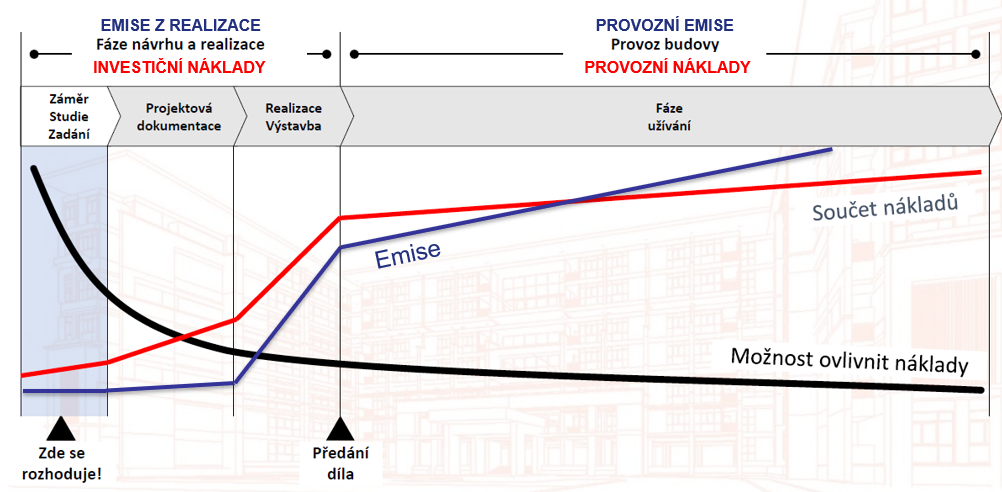 EMISE Z REALIZACE
Fáze návrhu a realizace
INVESTIČNÍ NÁKLADY
PROVOZNÍ EMISE
Provoz budovy
PROVOZNÍ NÁKLADY
Záměr
Studie
Zadání
Projektová
dokumentace
Realizace
Výstavba
Fáze
užívání
Součet nákladů
Emise
Možnost ovlivnit náklady
Zde se
rozhoduje!
Předání
díla